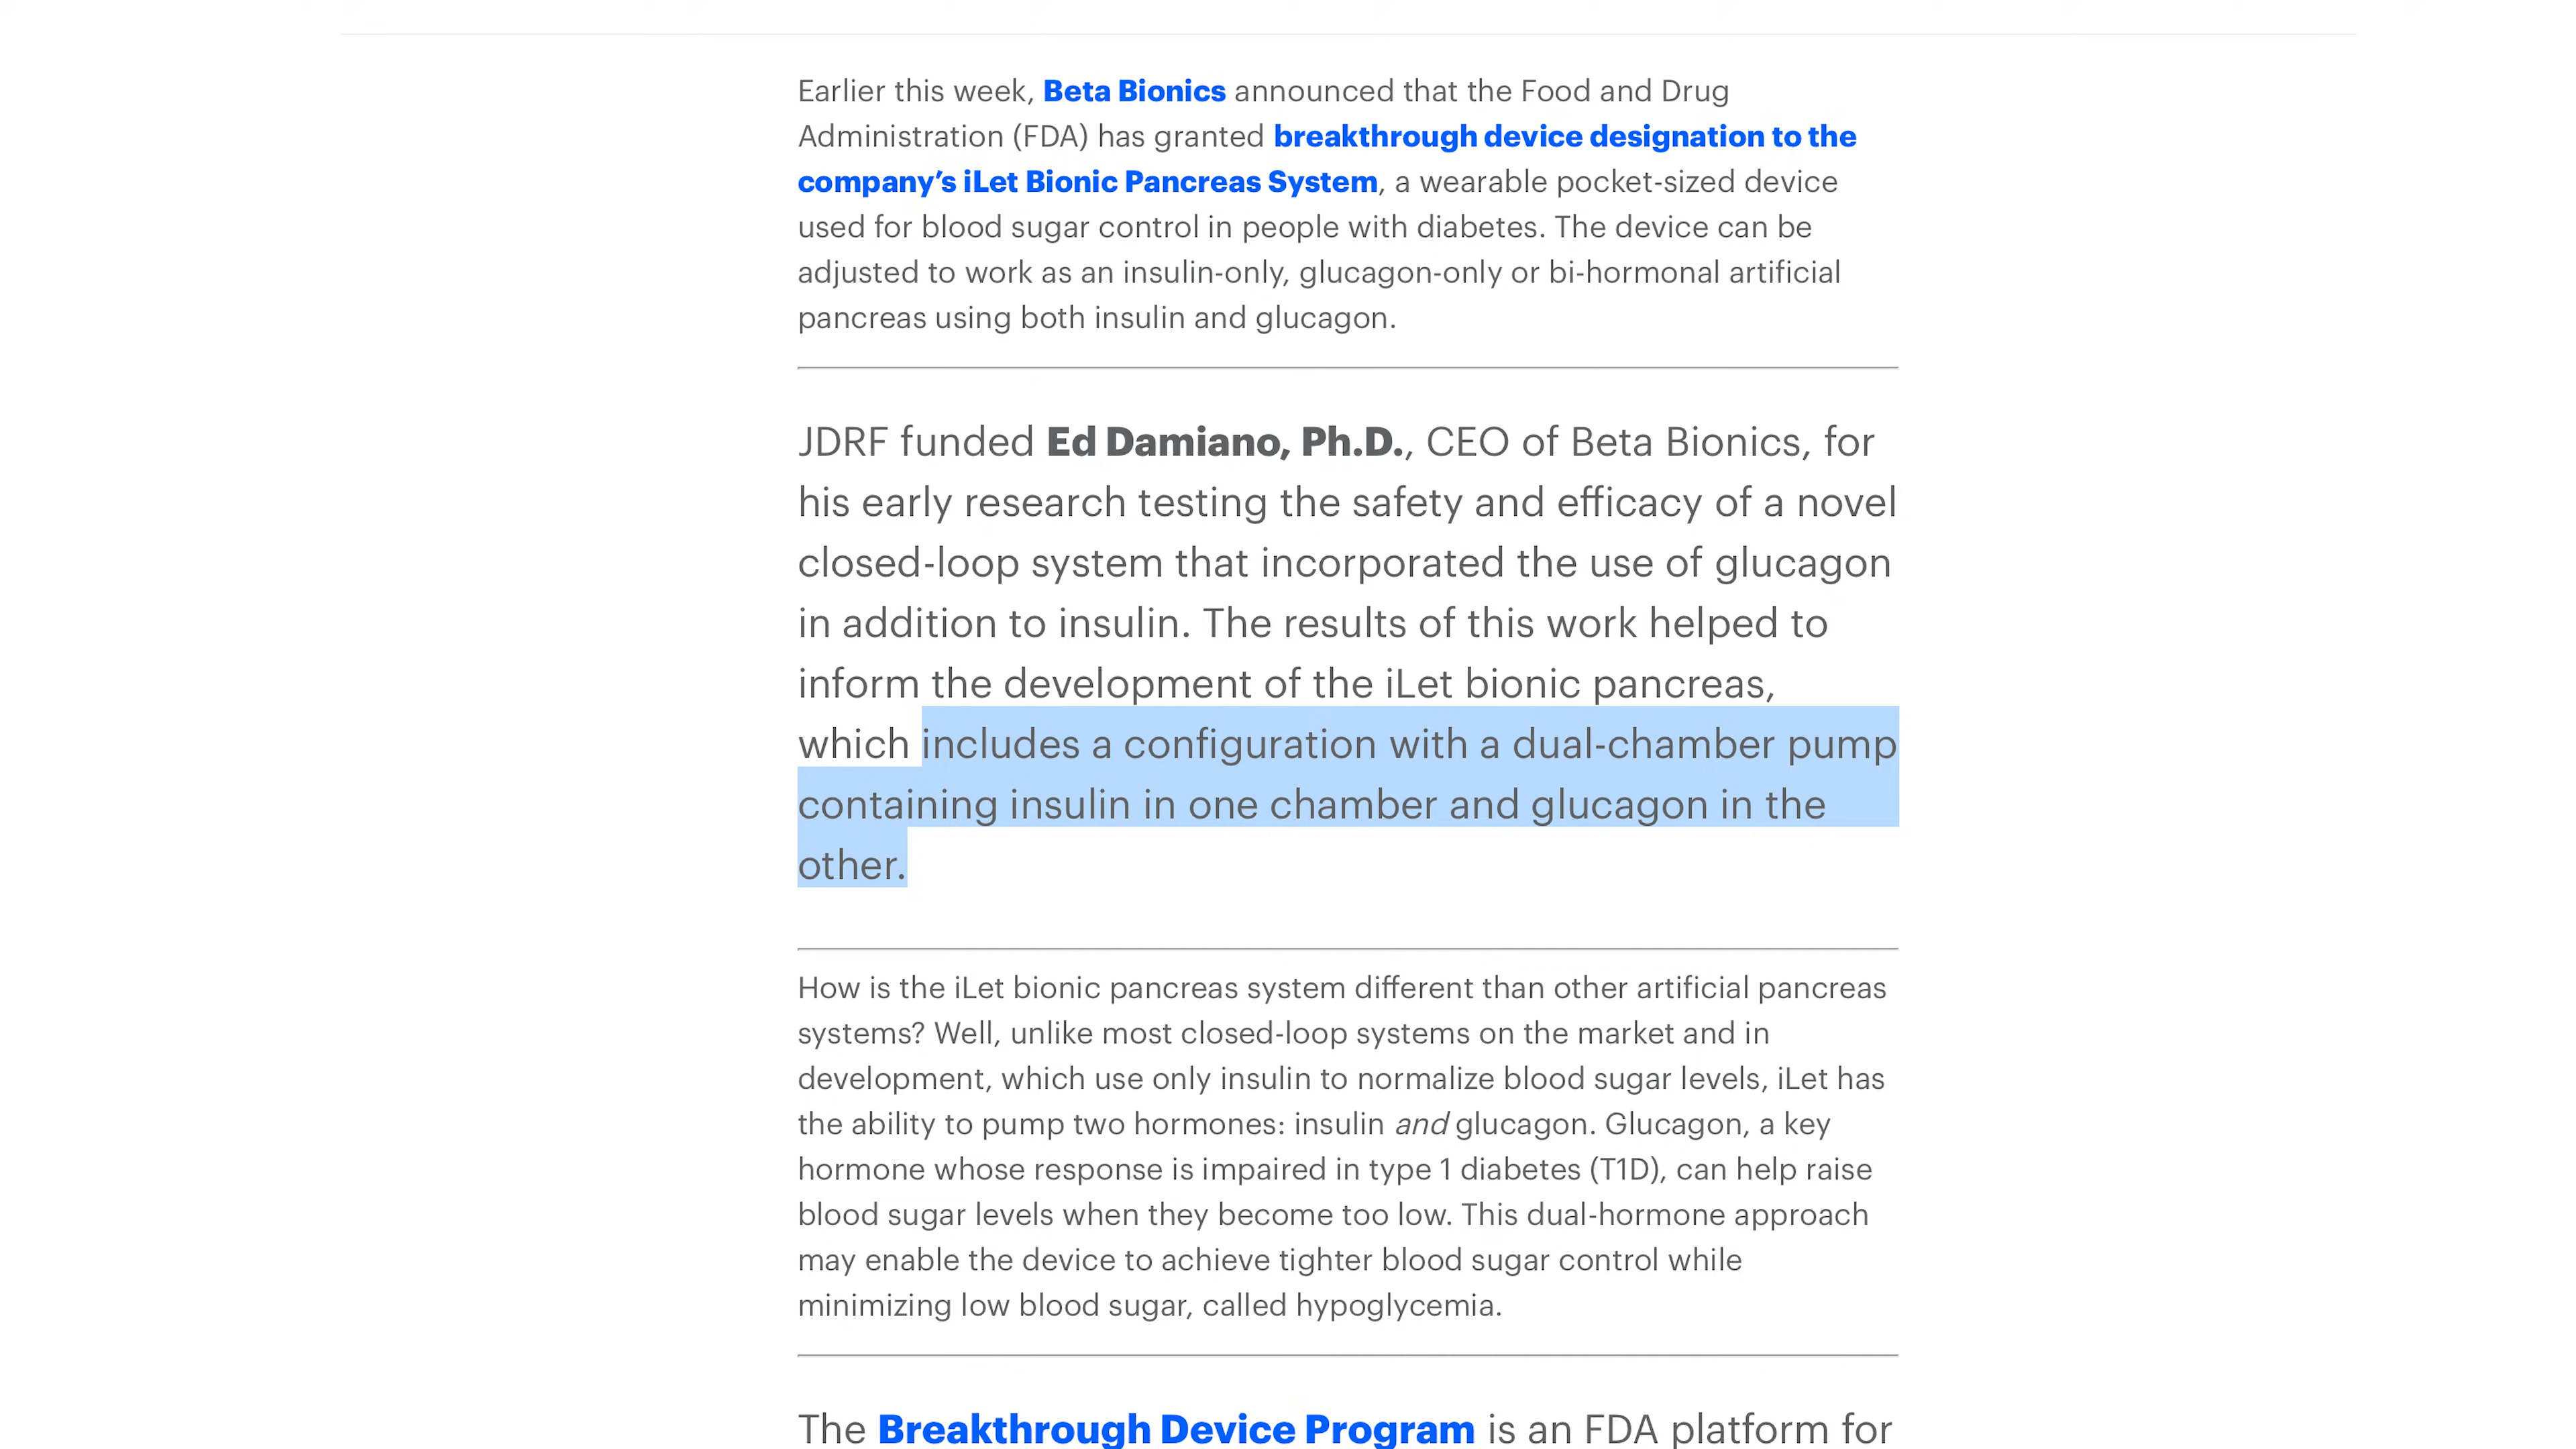 Earlier this week, Beta Bionics announced that the Food and Drug
Administration (FDA) has granted breakthrough device designation to the
company’s iLet Bionic Pancreas System, a wearable pocket-sized device
used for blood sugar control in people with diabetes. The device can be
adjusted to work as an insulin-only, glucagon-only or bi-hormonal artificial
pancreas using both insulin and glucagon.
JDRF funded Ed Damiano, Ph.D., CEO of Beta Bionics, for
his early research testing the safety and efficacy of a novel
closed-loop system that incorporated the use of glucagon
in addition to insulin. The results of this work helped to
inform the development of the iLet bionic pancreas,
which includes a configuration with a dual-chamber pump
containing insulin in one chamber and glucagon in the
other.
How is the iLet bionic pancreas system different than other artificial pancreas
systems? Well, unlike most closed-loop systems on the market and in
development, which use only insulin to normalize blood sugar levels, iLet has
the ability to pump two hormones: insulin and glucagon. Glucagon, a key
hormone whose response is impaired in type 1 diabetes (T1D), can help raise
blood sugar levels when they become too low. This dual-hormone approach
may enable the device to achieve tighter blood sugar control while
minimizing low blood sugar, called hypoglycemia.
The Breakthrough Device Program is an FDA platform for